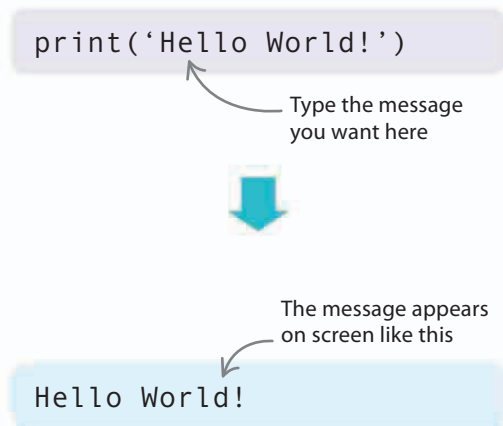 print(‘Hello World!’)
Type the message
you want here
The message appears
on screen like this
Hello World!